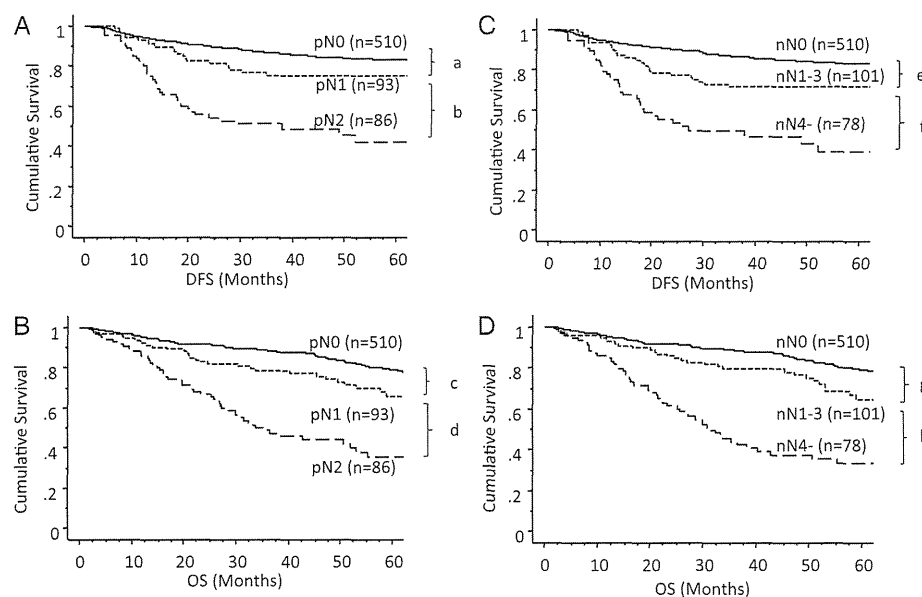 A
1
.8
.6
.4
.2
0
Cumulative Survival
pN0 (n=510)
pN1 (n=93)
pN2 (n=86)
a
b
0 10 20 30 40 50 60
DFS (Months)
C
1
.8
.6
.4
.2
0
Cumulative Survival
nN0 (n=510)
nN1-3 (n=101)
nN4- (n=78)
e
0 10 20 30 40 50 60
DFS (Months)
B
1
.8
.6
.4
.2
0
Cumulative Survival
pN0 (n=510)
pN1 (n=93)
pN2 (n=86)
c
d
0 10 20 30 40 50 60
OS (Months)
D
1
.8
.6
.4
.2
0
Cumulative Survival
nN0 (n=510)
nN1-3 (n=101)
nN4- (n=78)
g
0 10 20 30 40 50 60
OS (Months)